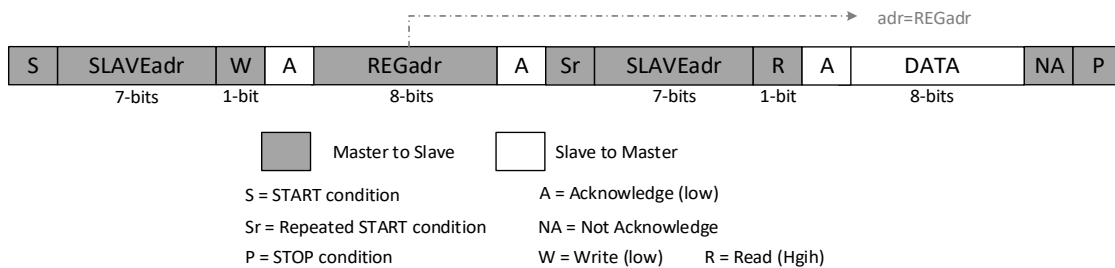 adr=REGadr
S SLAVEadr W A REGadr A Sr SLAVEadr R A DATA NA P
7-bits 1-bit 8-bits 7-bits 1-bit 8-bits
Master to Slave Slave to Master
S = START condition A = Acknowledge (low)
Sr = Repeated START condition NA = Not Acknowledge
P = STOP condition W = Write (low) R = Read (Hgih)